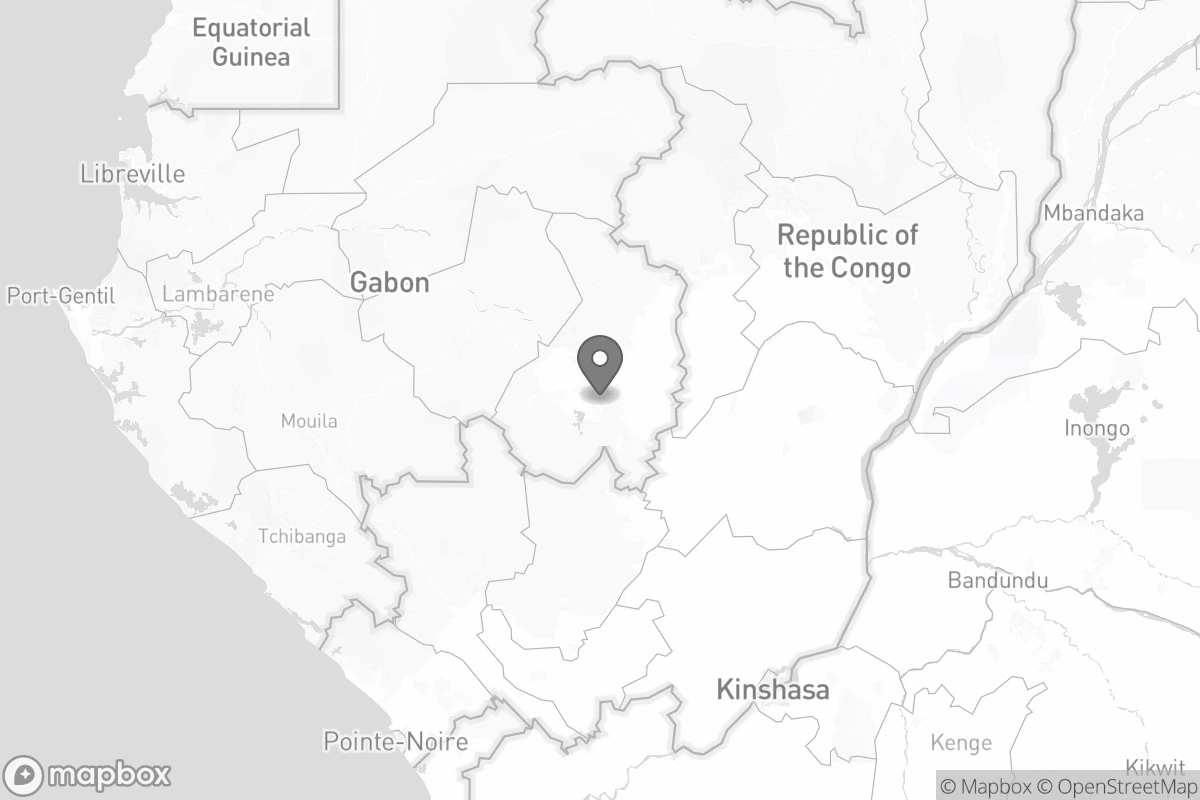 Equatorial
Guinea
Libreville
Mbandaka
Republic of
the Congo
Gabon
Port-Gentil
Lambarene
Mouila
Inongo
Tchibanga
Bandundu
Kinshasa
Pointe-Noire
Kenge
Kikwit
mapbox
© Mapbox © OpenStreetMap